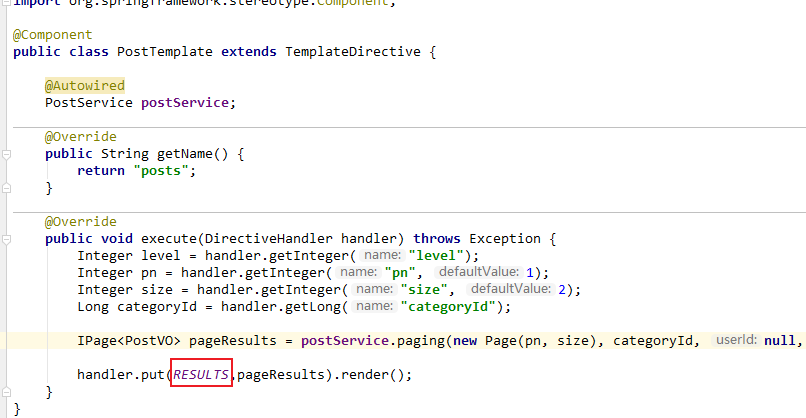 import org.springframework.stereotype.Component;
@Component
public class PostTemplate extends TemplateDirective {
@Autowired
PostService postService;
@Override
public String getName() {
return "posts";
}
@Override
public void execute(DirectiveHandler handler) throws Exception {
Integer level = handler.getInteger( name: "level");
Integer pn = handler.getInteger( name: "pn", defaultValue: 1);
Integer size = handler.getInteger( name: "size", defaultValue: 2);
Long categoryId = handler.getLong( name: "categoryId");
IPage<PostVO> pageResults = postService.paging(new Page(pn, size), categoryId, userId: null,
handler.put(RESULTS,pageResults).render();
}
}